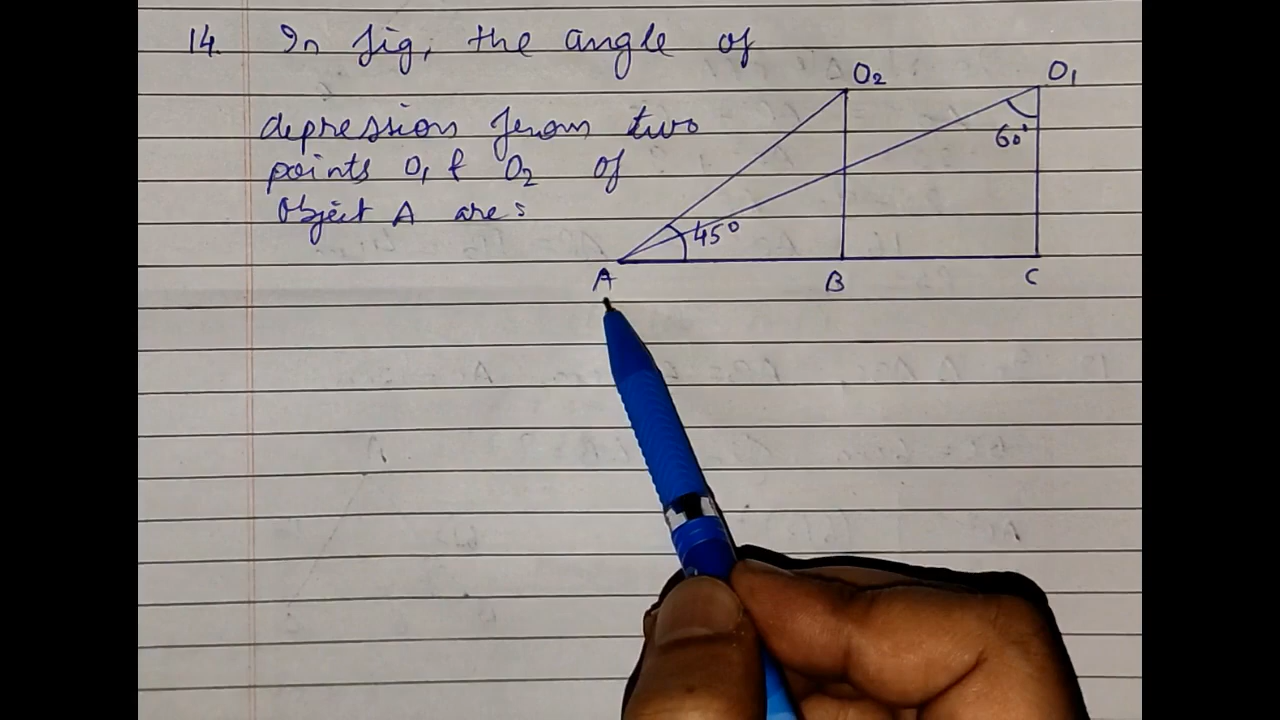 14. In fig, the angle of
depression from two
points O1 & O2 of
Object A are:
O2
O1
60°
45°
A
B
C